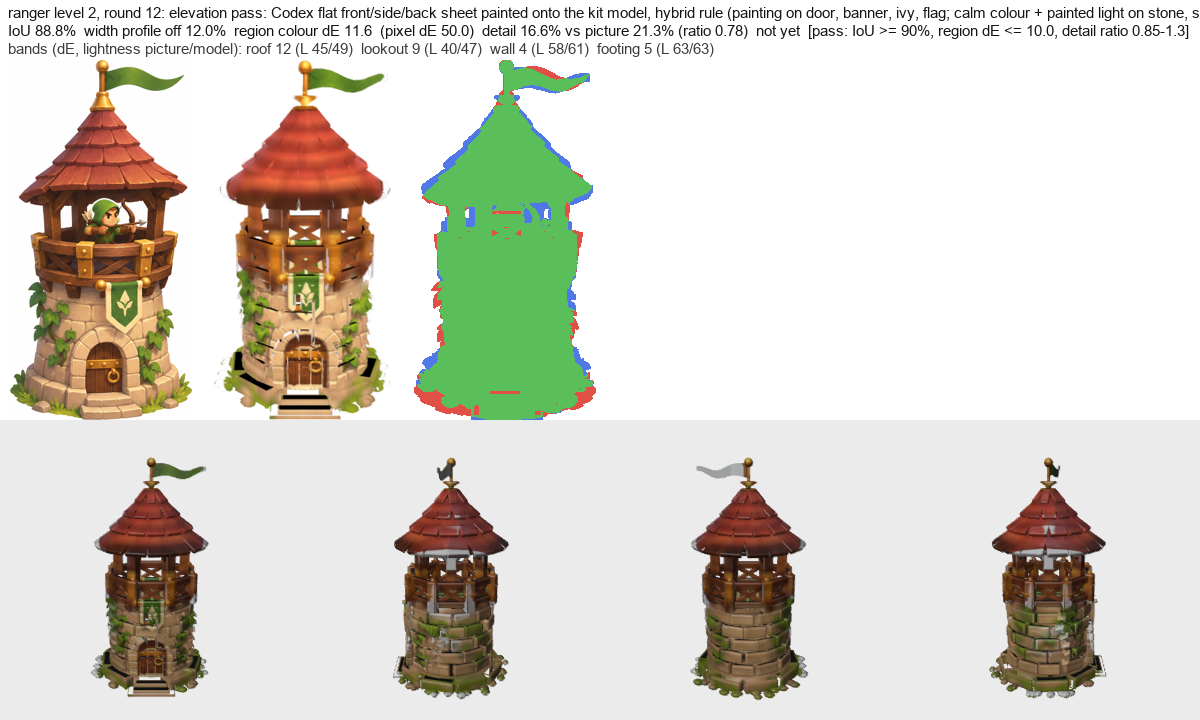 ranger level 2, round 12: elevation pass: Codex flat front/side/back sheet painted onto the kit model, hybrid rule (painting on door, banner, ivy, flag; calm colour + painted light on stone, s
IoU 88.8% width profile off 12.0% region colour dE 11.6 (pixel dE 50.0) detail 16.6% vs picture 21.3% (ratio 0.78) not yet [pass: IoU >= 90%, region dE <= 10.0, detail ratio 0.85-1.3]
bands (dE, lightness picture/model): roof 12 (L 45/49) lookout 9 (L 40/47) wall 4 (L 58/61) footing 5 (L 63/63)